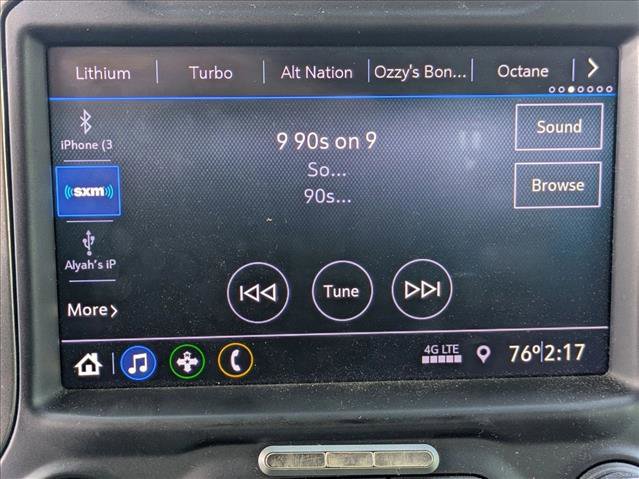 Lithium Turbo Alt Nation Ozzy's Bon... Octane
iPhone (3
9 90s on 9
Sound
So...
sxm
90s...
Browse
Alyah's iP
More
Tune
4G LTE
76° 2:17